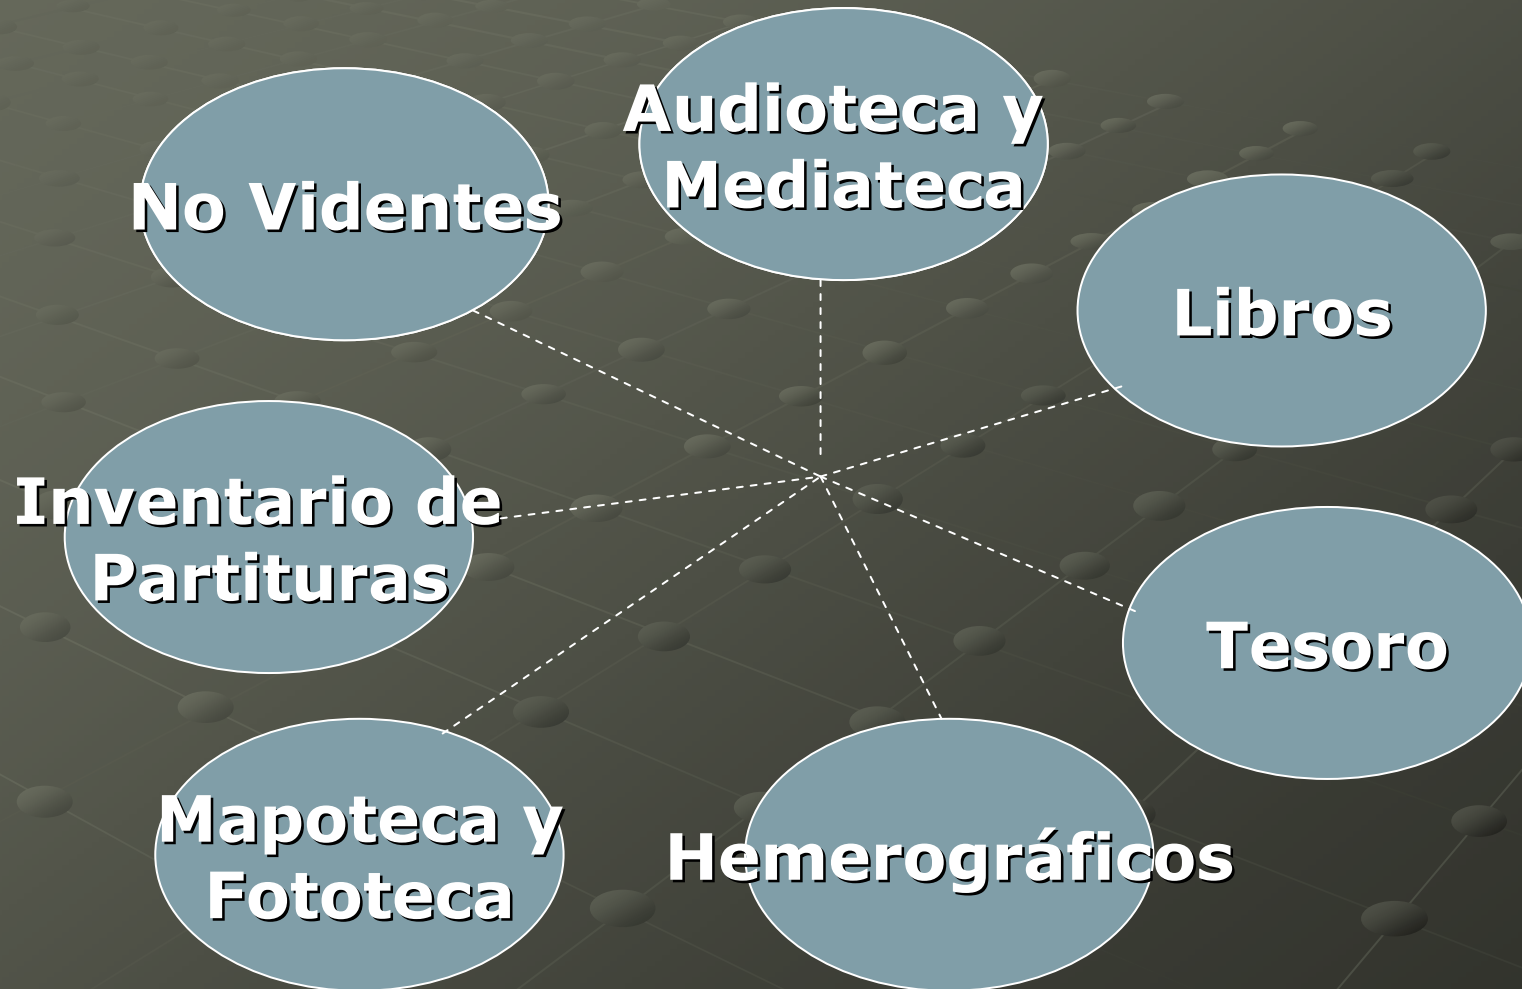 Audioteca y
Mediateca
No Videntes
Libros
Inventario de
Partituras
Tesoro
Mapoteca y
Fototeca
Hemerográficos